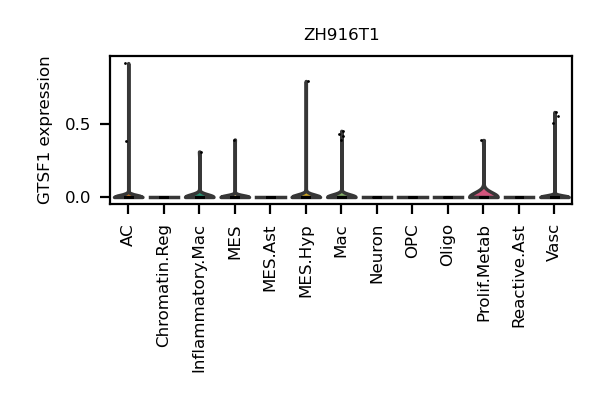 ZH916T1
GTSF1 expression
0.5
0.0
AC
Chromatin.Reg
Inflammatory.Mac
MES
MES.Ast
MES.Hyp
Mac
Neuron
OPC
Oligo
Prolif.Metab
Reactive.Ast
Vasc